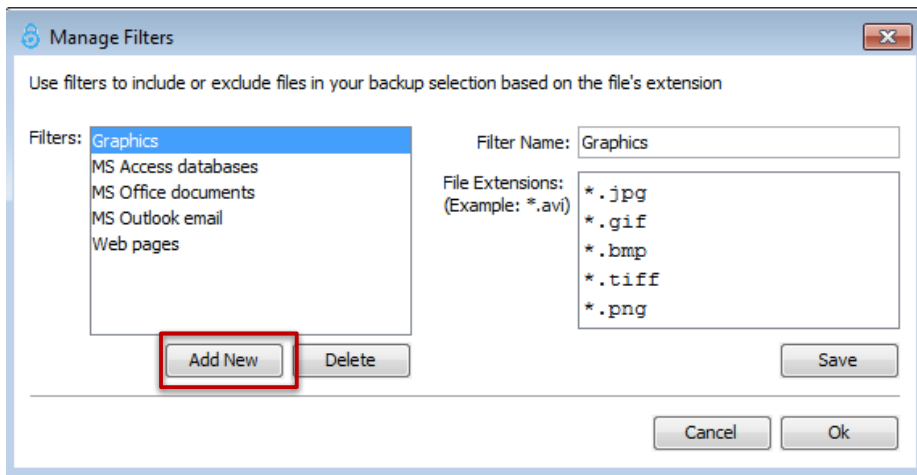 Manage Filters
Use filters to include or exclude files in your backup selection based on the file's extension
Filters:
Graphics
MS Access databases
MS Office documents
MS Outlook email
Web pages
Add New
Delete
Filter Name:
Graphics
File Extensions:
(Example: *.avi)
*.jpg
*.gif
*.bmp
*.tiff
*.png
Save
Cancel
Ok